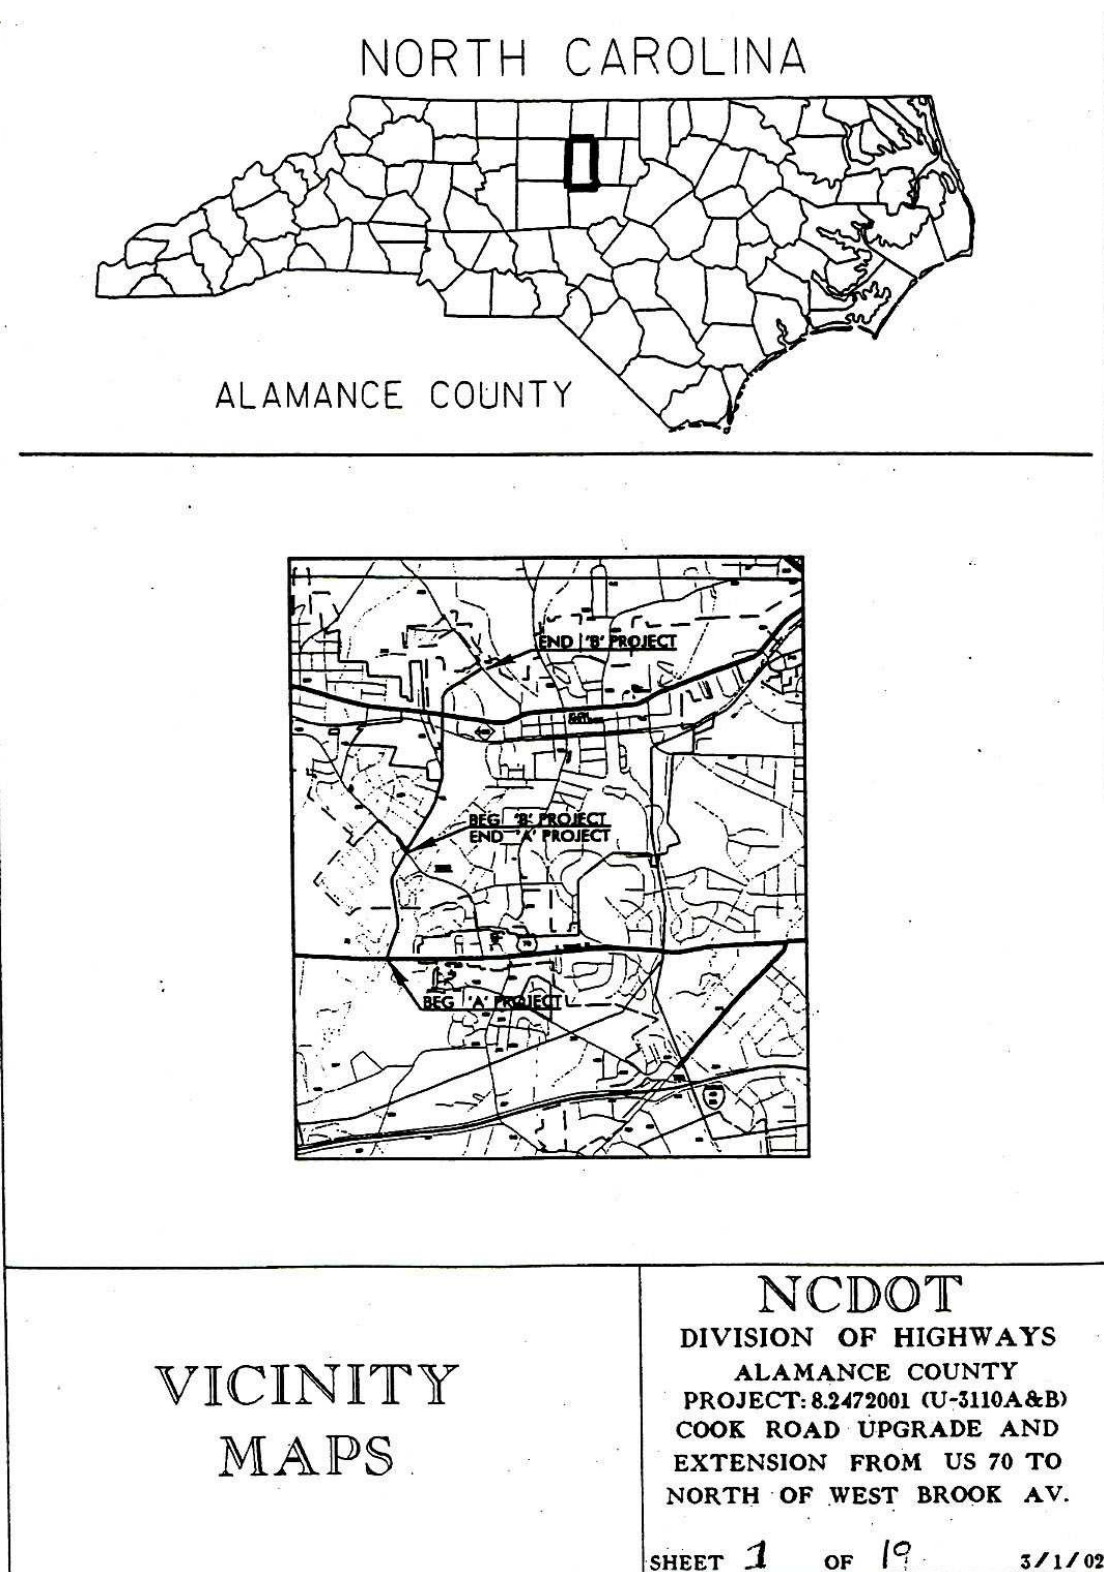 NORTH CAROLINA
ALAMANCE COUNTY
END 'B' PROJECT
BEG 'B' PROJECT
END 'A' PROJECT
70
BEG 'A' PROJECT
VICINITY
MAPS
NCDOT
DIVISION OF HIGHWAYS
ALAMANCE COUNTY
PROJECT: 8.2472001 (U-3110A&B)
COOK ROAD UPGRADE AND
EXTENSION FROM US 70 TO
NORTH OF WEST BROOK AV.
SHEET 1 OF 19 3/1/02